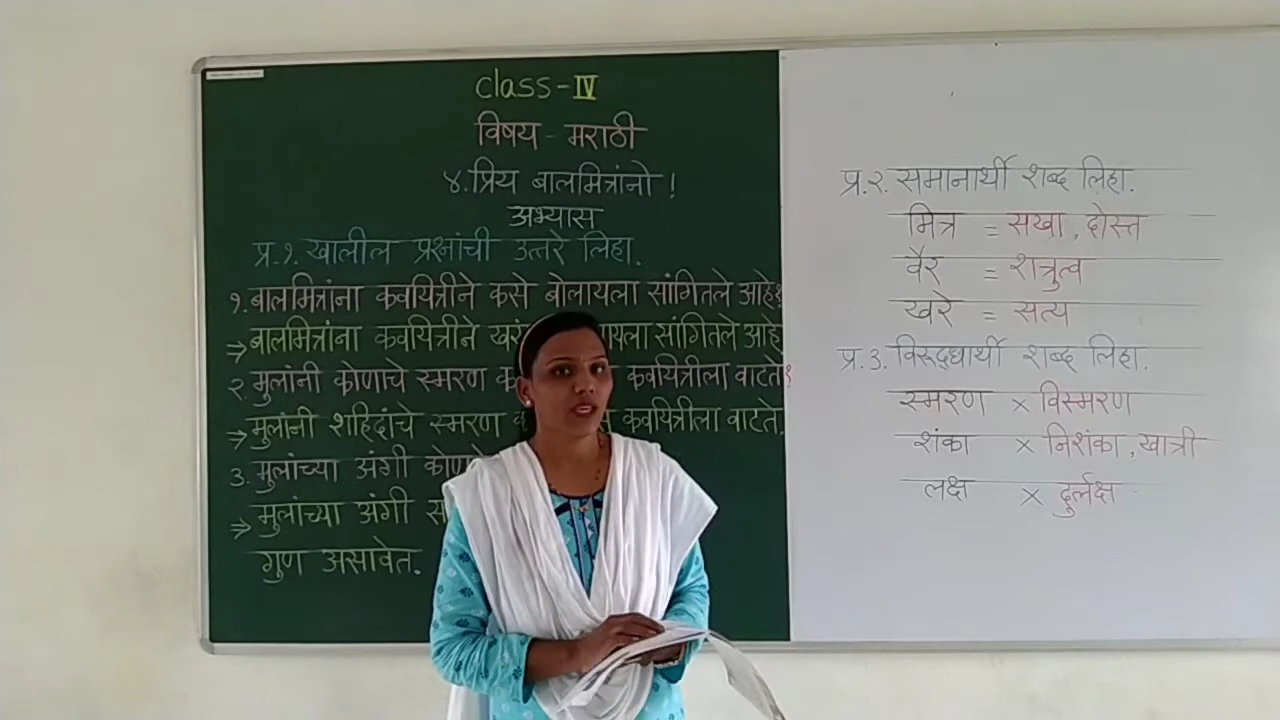 Class - IV
विषय - मराठी
४. प्रिय बालमित्रांनो !
अभ्यास
प्र.१. खालील प्रश्नांची उत्तरे लिहा.
१. बालमित्रांना कवयित्रीने कसे बोलायला सांगितले आहे?
⇒ बालमित्रांना कवयित्रीने सांगितले आहे
२. मुलांनी कोणाचे स्मरण कवयित्रीला वाटते?
⇒ मुलांनी शहिदांचे स्मरण कवयित्रीला वाटते.
३. मुलांच्या अंगी
⇒ मुलांच्या अंगी
गुण असावेत.
प्र.२. समानार्थी शब्द लिहा.
मित्र = सखा, दोस्त
वैर = शत्रुत्व
खरे = सत्य
प्र.३. विरुद्धार्थी शब्द लिहा.
स्मरण × विस्मरण
शंका × निशंका, खात्री
लक्ष × दुर्लक्ष